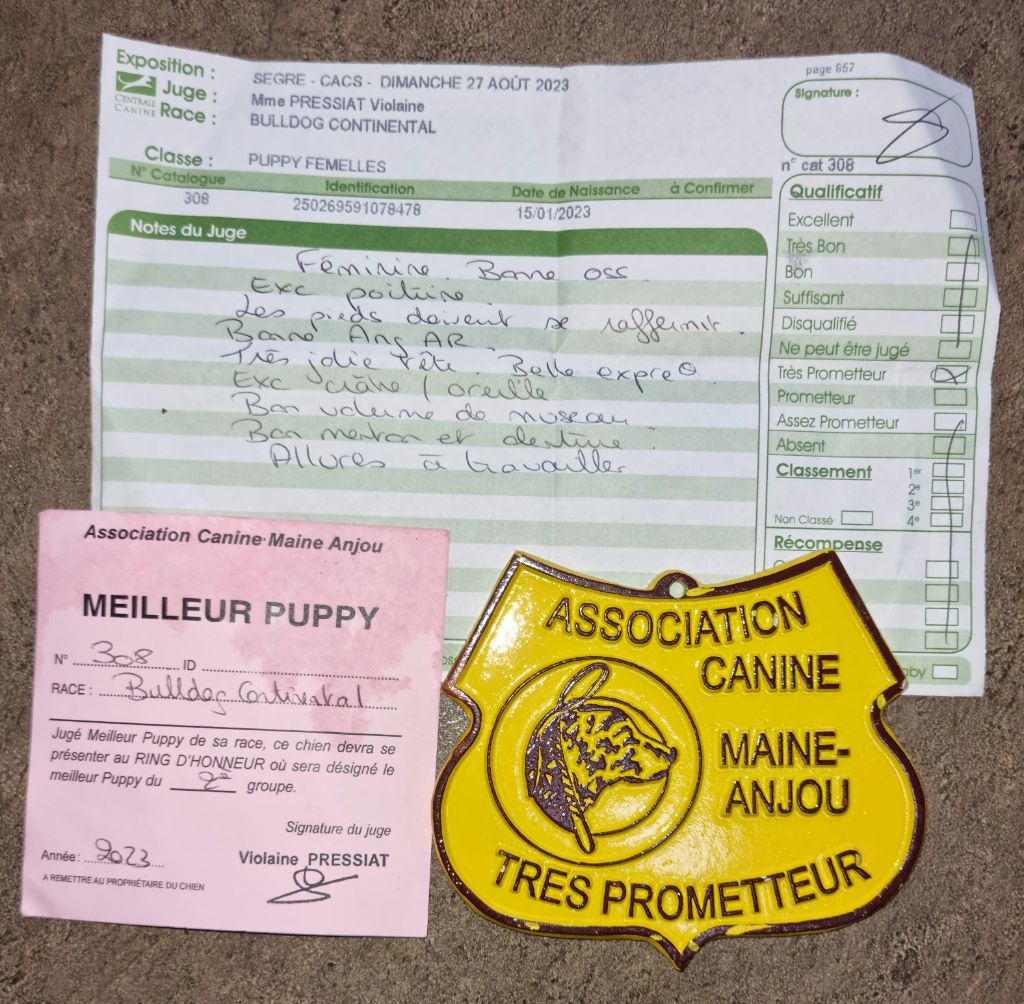 Exposition : SEGRE - CACS - DIMANCHE 27 AOÛT 2023
CENTRALE CANINE
Juge : Mme PRESSIAT Violaine
Race : BULLDOG CONTINENTAL
Classe : PUPPY FEMELLES
N° Catalogue Identification Date de Naissance à Confirmer
308 250269591078478 15/01/2023
Notes du Juge
Féminine. Bonne oss.
Exc poitrine.
Les pieds doivent se raffermir.
Bonne Ang AR.
Très jolie tête. Belle expre°.
Exc crâne / oreille
Bon volume de museau
Bon menton et denture.
Allures à travailler
page 657
Signature :
n° cat 308
Qualificatif
Excellent
Très Bon
Bon
Suffisant
Disqualifié
Ne peut être jugé
Très Prometteur
Prometteur
Assez Prometteur
Absent
Classement 1er
2e
3e
Non Classé 4e
Récompense
Association Canine Maine Anjou
MEILLEUR PUPPY
N° 308 ID
RACE : Bulldog Continental
Jugé Meilleur Puppy de sa race, ce chien devra se
présenter au RING D'HONNEUR où sera désigné le
meilleur Puppy du 2e groupe.
Signature du juge
Année : 2023 Violaine PRESSIAT
A REMETTRE AU PROPRIÉTAIRE DU CHIEN
ASSOCIATION
CANINE
MAINE-
ANJOU
TRES PROMETTEUR